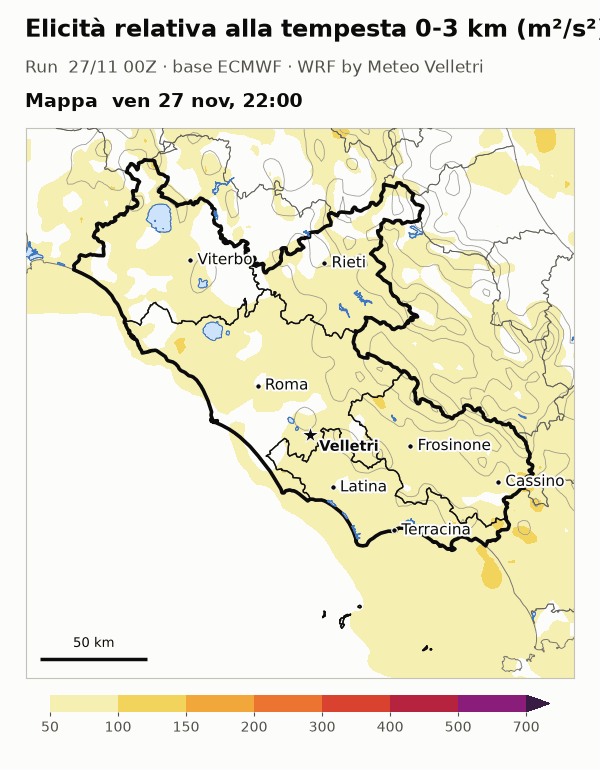 Elicità relativa alla tempesta 0-3 km (m²/s²)
Run  27/11 00Z · base ECMWF · WRF by Meteo Velletri
Mappa  ven 27 nov, 22:00
Viterbo
Rieti
Roma
Velletri
Frosinone
Cassino
Latina
Terracina
50 km
50 100 150 200 300 400 500 700